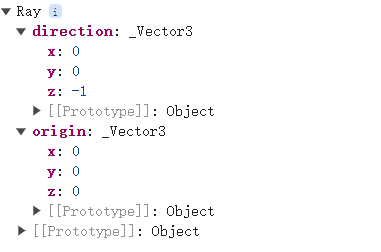 Ray i
direction: _Vector3
x: 0
y: 0
z: -1
[[Prototype]]: Object
origin: _Vector3
x: 0
y: 0
z: 0
[[Prototype]]: Object
[[Prototype]]: Object